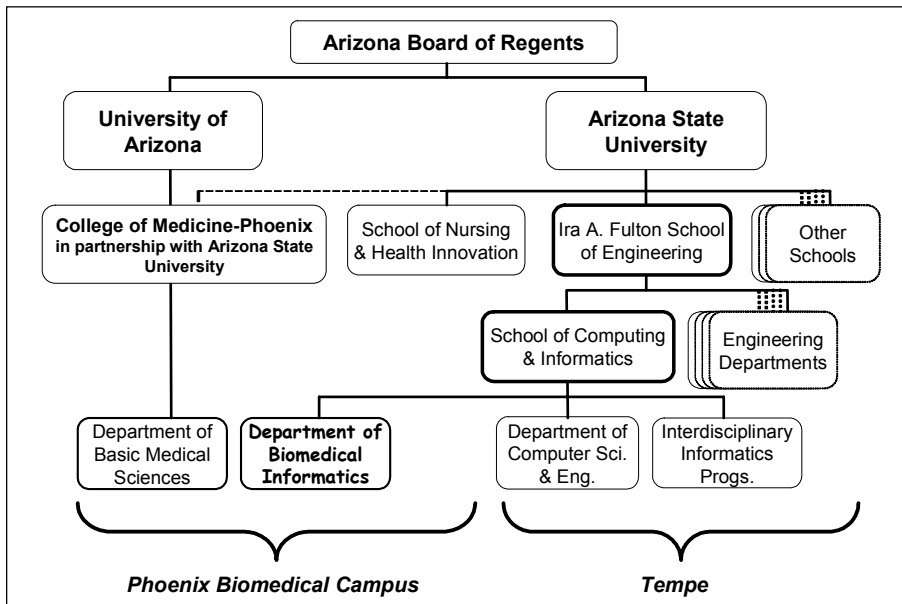 Arizona Board of Regents
University of
Arizona
Arizona State
University
College of Medicine-Phoenix
in partnership with Arizona State
University
School of Nursing
& Health Innovation
Ira A. Fulton School
of Engineering
Other
Schools
School of Computing
& Informatics
Engineering
Departments
Department of
Basic Medical
Sciences
Department of
Biomedical
Informatics
Department of
Computer Sci.
& Eng.
Interdisciplinary
Informatics
Progs.
Phoenix Biomedical Campus
Tempe